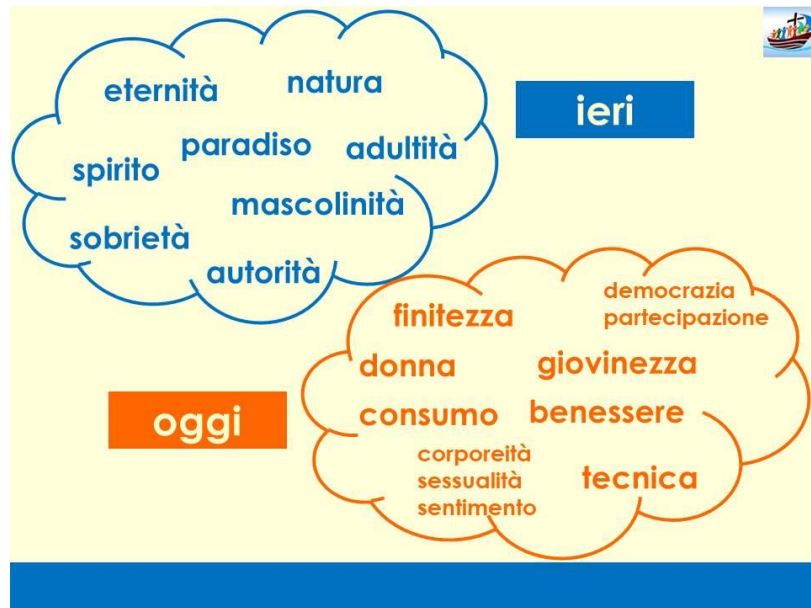 ieri
eternità
natura
paradiso
adultità
spirito
mascolinità
sobrietà
autorità
oggi
finitezza
democrazia
partecipazione
donna
giovinezza
consumo
benessere
corporeità
sessualità
sentimento
tecnica